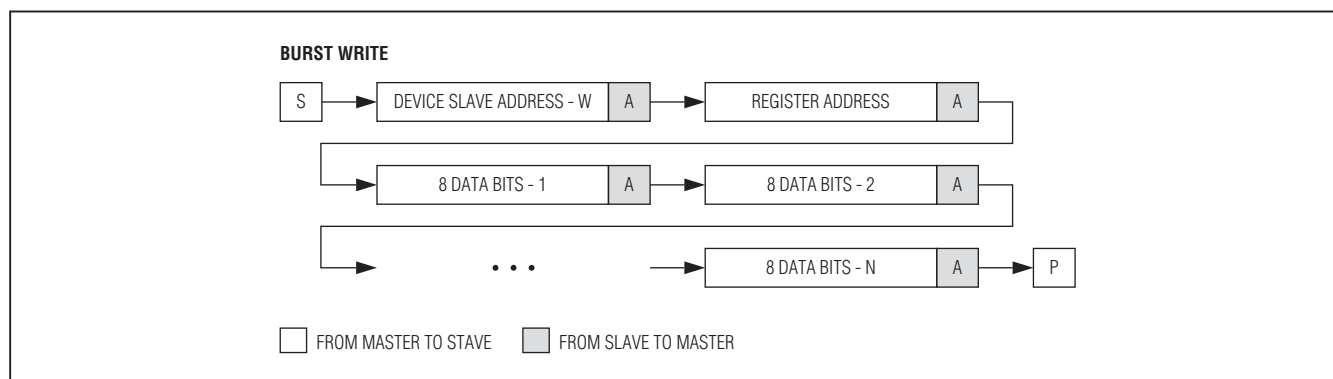 BURST WRITE
S DEVICE SLAVE ADDRESS - W A REGISTER ADDRESS A
8 DATA BITS - 1 A 8 DATA BITS - 2 A
• • • 8 DATA BITS - N A P
FROM MASTER TO STAVE FROM SLAVE TO MASTER